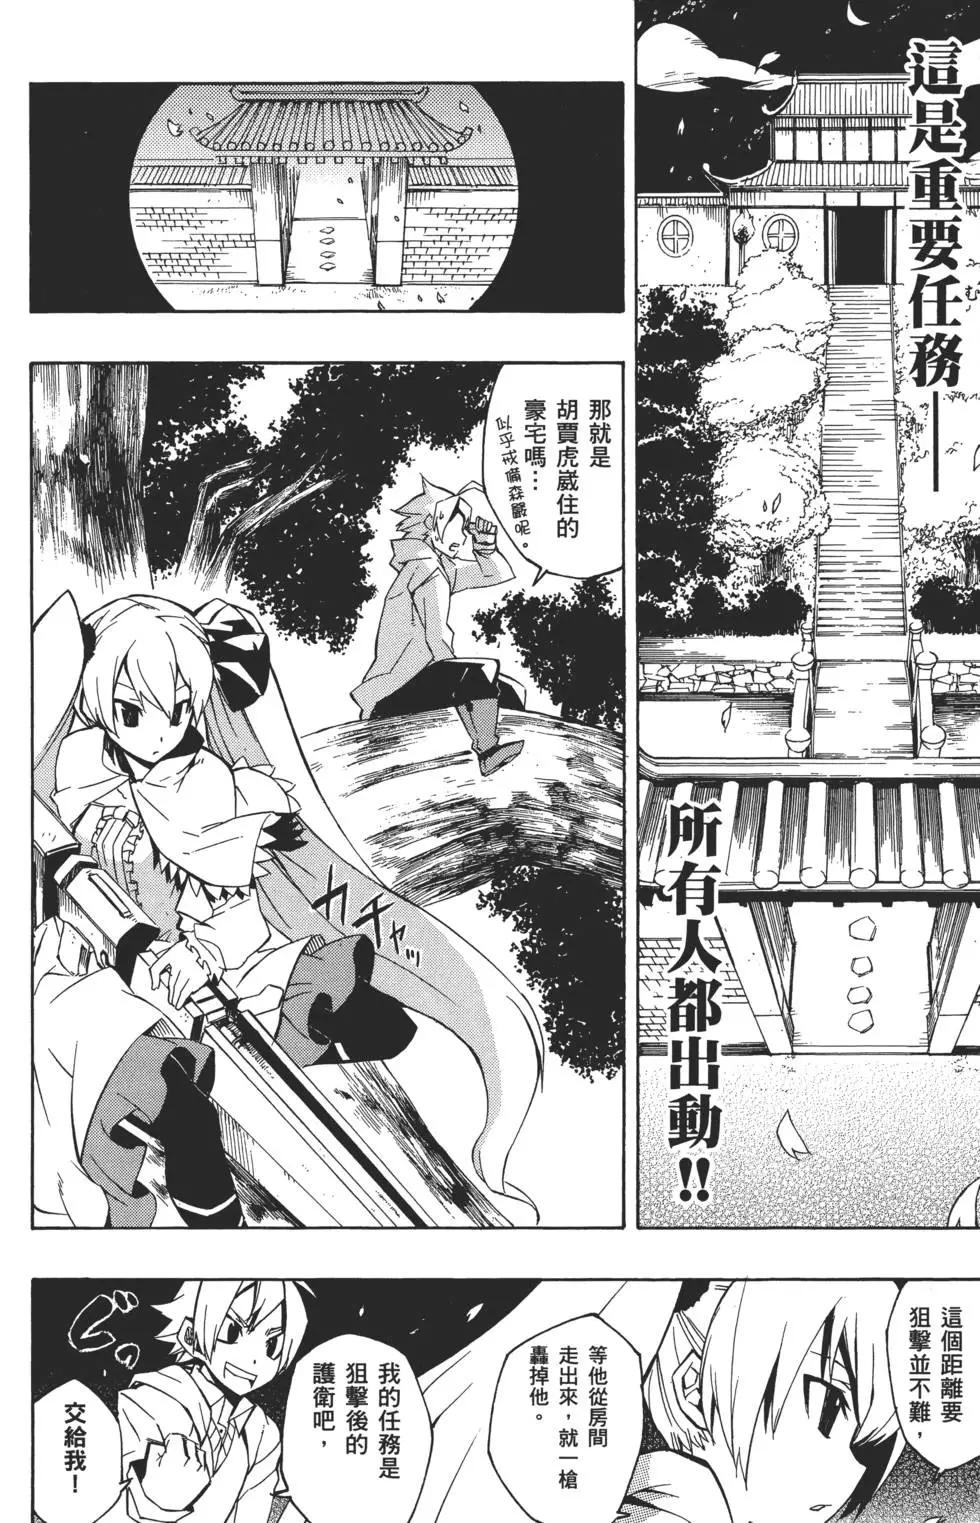 這是重要任務——
む
所有人都出動!!
那就是
胡賈虎崴住的
豪宅嗎…
似乎戒備森嚴呢。
ガチャッ
這個距離要
狙擊並不難，
等他從房間
走出來，就一槍
轟掉他。
我的任務是
狙擊後的
護衛吧，
交給我！